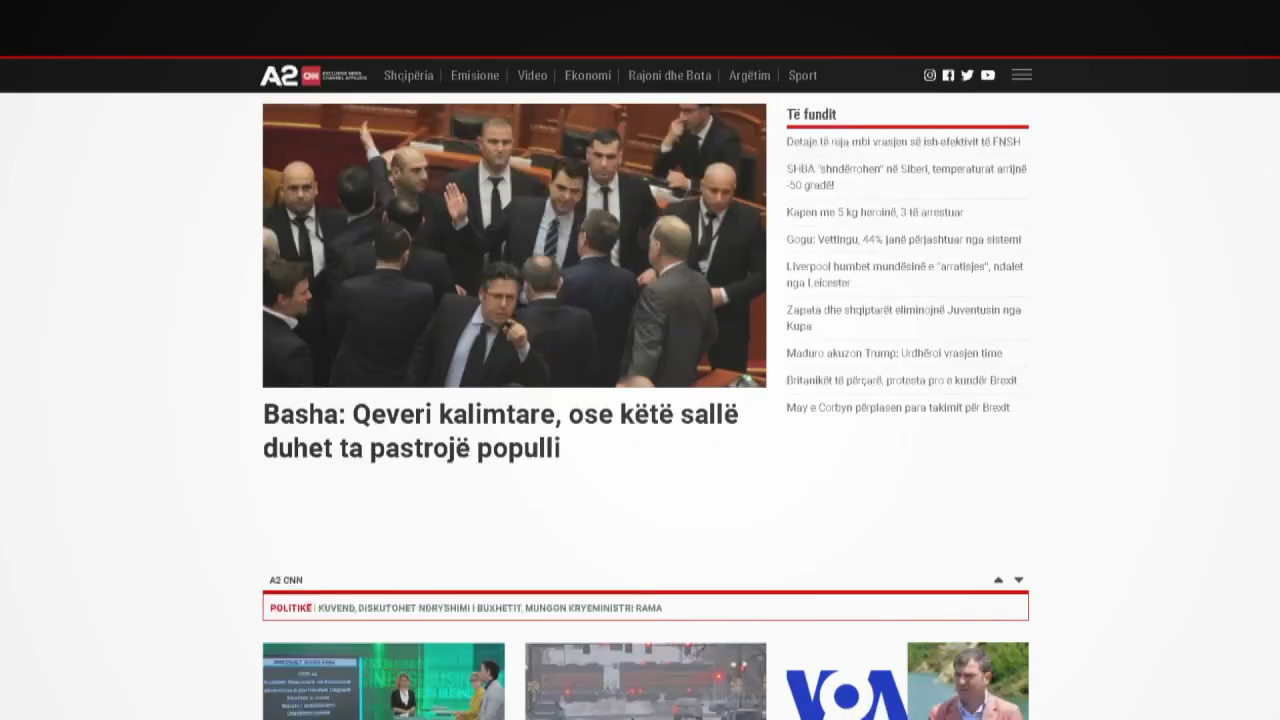 A2 CNN EXCLUSIVE NEWS CHANNEL AFFILIATE Shqipëria Emisione Video Ekonomi Rajoni dhe Bota Argëtim Sport
Basha: Qeveri kalimtare, ose këtë sallë
duhet ta pastrojë populli
Të fundit
Detaje të reja mbi vrasjen së ish-efektivit të FNSH
SHBA "shndërrohen" në Siberi, temperaturat arrijnë
-50 gradë!
Kapen me 5 kg heroinë, 3 të arrestuar
Gogu: Vettingu, 44% janë përjashtuar nga sistemi
Liverpool humbet mundësinë e "arratisjes", ndalet
nga Leicester
Zapata dhe shqiptarët eliminojnë Juventusin nga
Kupa
Maduro akuzon Trump: Urdhëroi vrasjen time
Britanikët të përçarë, protesta pro e kundër Brexit
May e Corbyn përplasen para takimit për Brexit
A2 CNN
POLITIKË | KUVEND, DISKUTOHET NDRYSHIMI I BUXHETIT, MUNGON KRYEMINISTRI RAMA
VOA